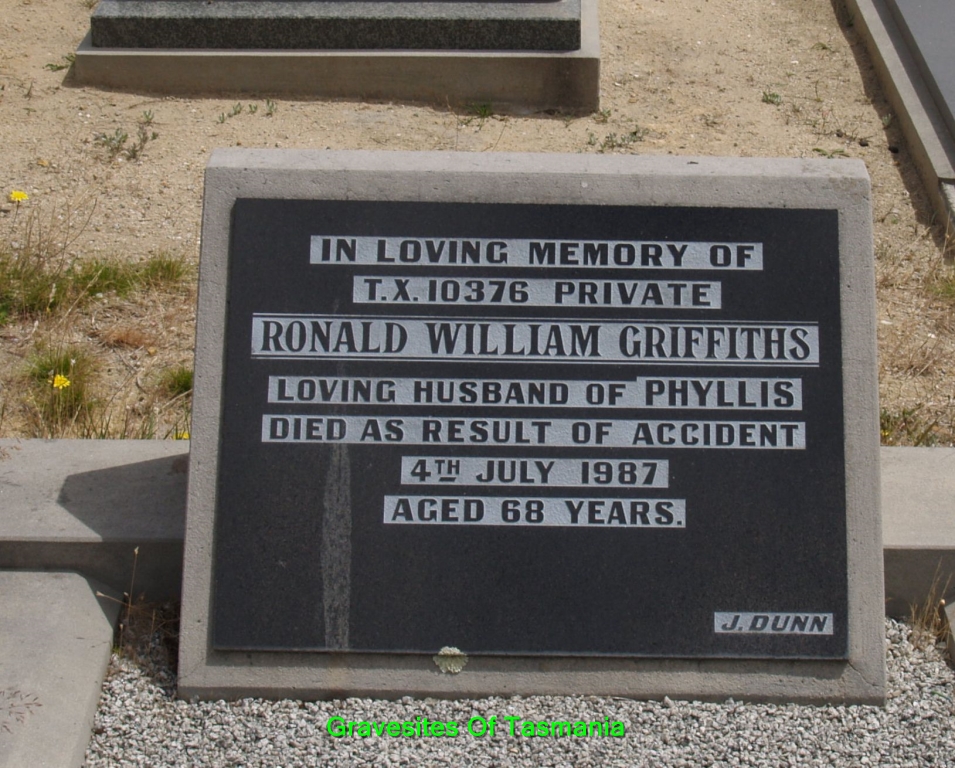 IN LOVING MEMORY OF
T.X. 10376 PRIVATE
RONALD WILLIAM GRIFFITHS
LOVING HUSBAND OF PHYLLIS
DIED AS RESULT OF ACCIDENT
4TH JULY 1987
AGED 68 YEARS.
J. DUNN
Gravesites Of Tasmania